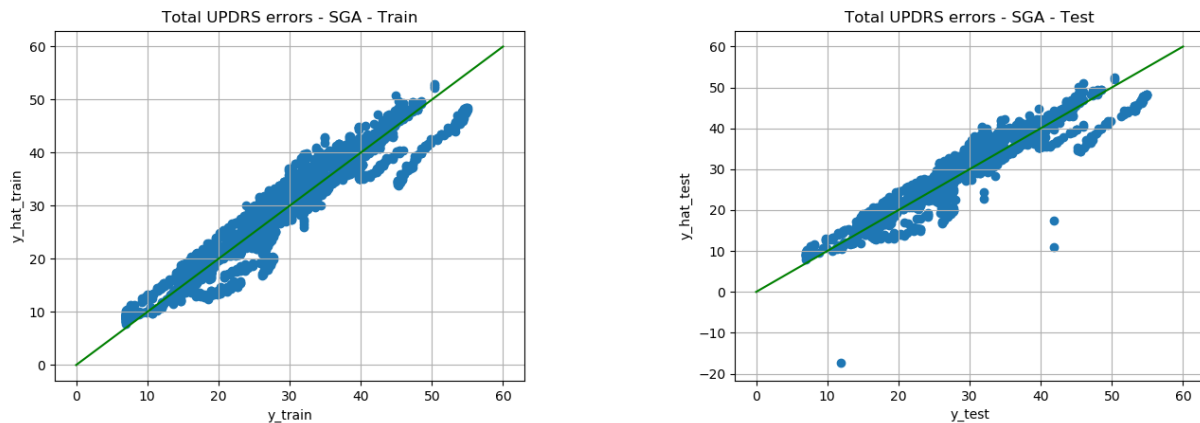 Total UPDRS errors - SGA - Train
60
50
40
30
20
10
0
y_hat_train
0 10 20 30 40 50 60
y_train
Total UPDRS errors - SGA - Test
60
50
40
30
20
10
0
−10
−20
y_hat_test
0 10 20 30 40 50 60
y_test